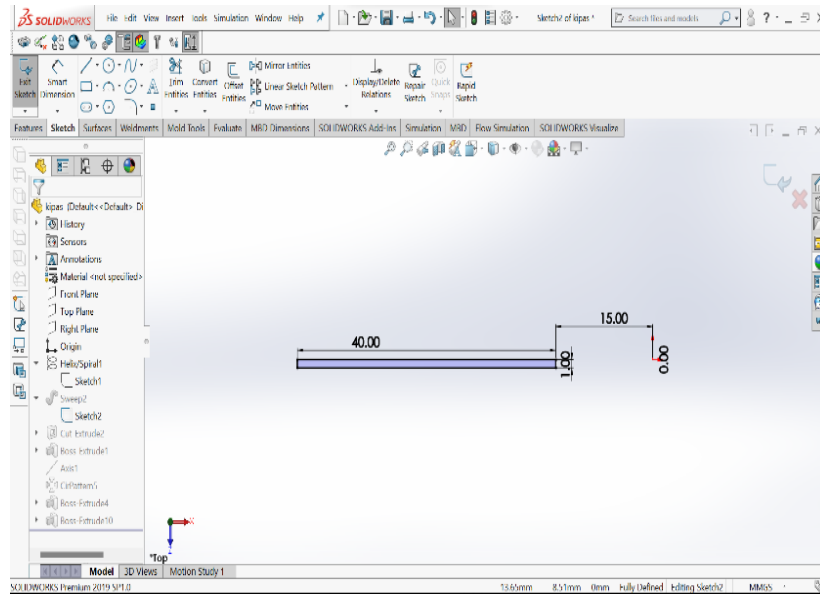 SOLIDWORKS File Edit View Insert Tools Simulation Window Help Sketch2 of kipas * Search files and models
Exit Sketch Smart Dimension Trim Entities Convert Entities Offset Entities Mirror Entities Linear Sketch Pattern Move Entities Display/Delete Relations Repair Sketch Quick Snaps Rapid Sketch
Features Sketch Surfaces Weldments Mold Tools Evaluate MBD Dimensions SOLIDWORKS Add-Ins Simulation MBD Flow Simulation SOLIDWORKS Visualize
kipas (Default<<Default> Di
History
Sensors
Annotations
Material <not specified>
Front Plane
Top Plane
Right Plane
Origin
Helix/Spiral1
Sketch1
Sweep2
Sketch2
Cut-Extrude2
Boss-Extrude1
Axis1
CirPattern5
Boss-Extrude4
Boss-Extrude10
15.00
40.00
1.00
0.00
X
*Top
Model 3D Views Motion Study 1
SOLIDWORKS Premium 2019 SP1.0 13.65mm 8.51mm 0mm Fully Defined Editing Sketch2 MMGS